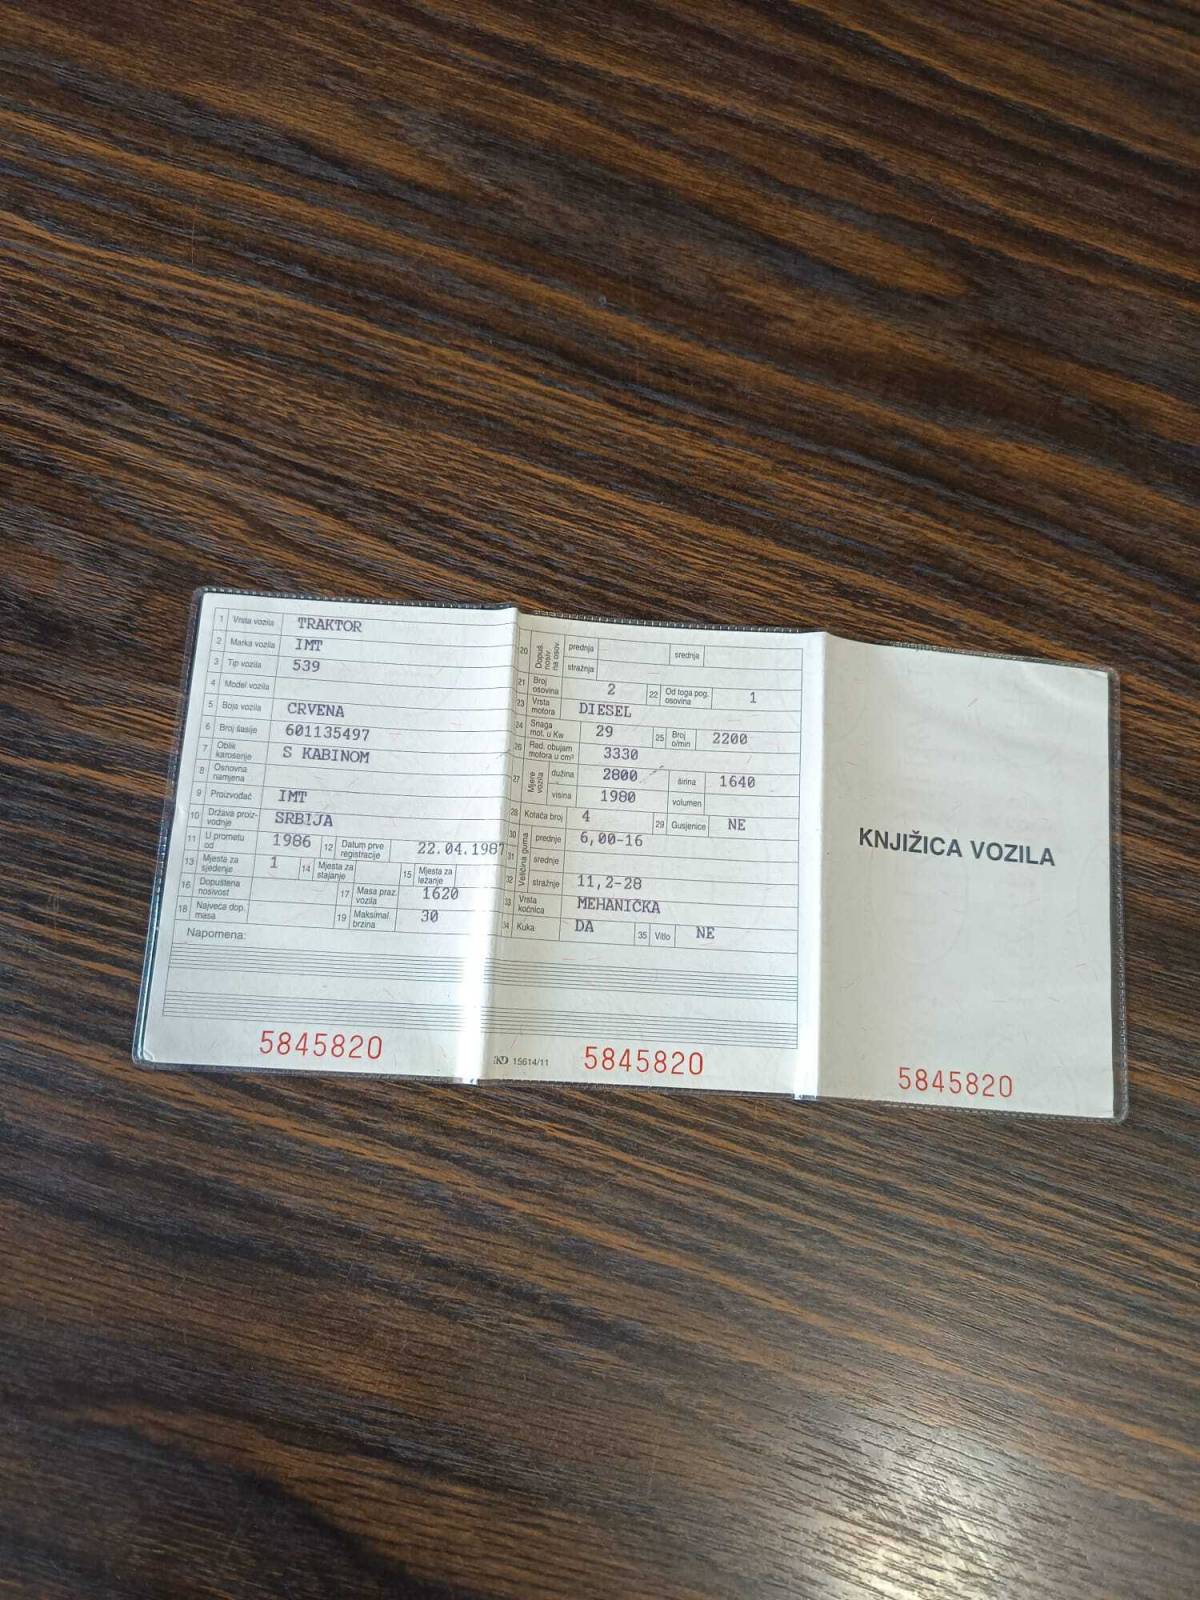 1 Vrsta vozila TRAKTOR
2 Marka vozila IMT
3 Tip vozila 539
4 Model vozila
5 Boja vozila CRVENA
6 Broj šasije 601135497
7 Oblik karoserije S KABINOM
8 Osnovna namjena
9 Proizvođač IMT
10 Država proizvodnje SRBIJA
11 U prometu od 1986 12 Datum prve registracije 22.04.1987
13 Mjesta za sjedenje 1 14 Mjesta za stajanje 15 Mjesta za ležanje
16 Dopuštena nosivost 17 Masa praz. vozila 1620
18 Najveća dop. masa 19 Maksimal. brzina 30
Napomena:
5845820
20 Dopuš. nosiv. na osov. prednja srednja
stražnja
21 Broj osovina 2 22 Od toga pog. osovina 1
23 Vrsta motora DIESEL
24 Snaga mot. u Kw 29 25 Broj o/min 2200
26 Rad. obujam motora u cm³ 3330
27 Mjere vozila dužina 2800 širina 1640
visina 1980 volumen
28 Kotača broj 4 29 Gusjenice NE
30 Veličina guma prednje 6,00-16
31 srednje
32 stražnje 11,2-28
33 Vrsta kočnica MEHANIČKA
34 Kuka DA 35 Vitlo NE
15614/11 5845820
KNJIŽICA VOZILA
5845820